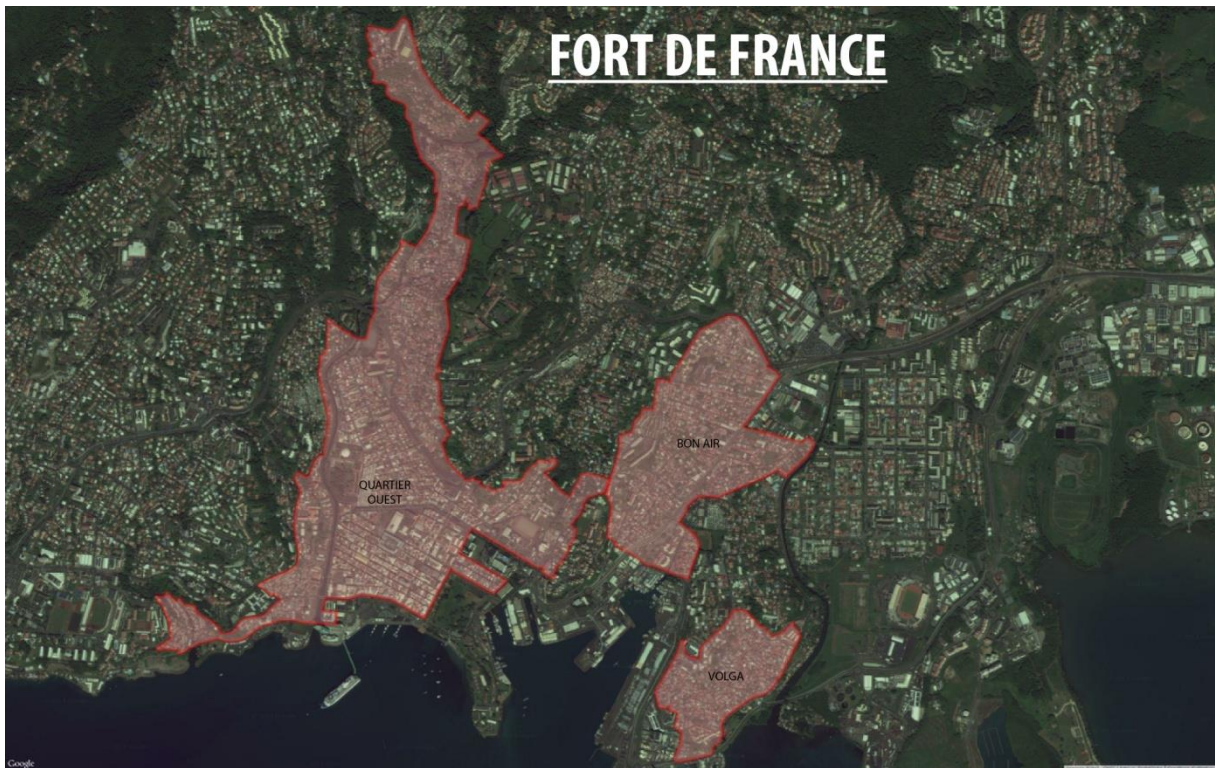 FORT DE FRANCE
BON AIR
QUARTIER
OUEST
VOLGA
Google